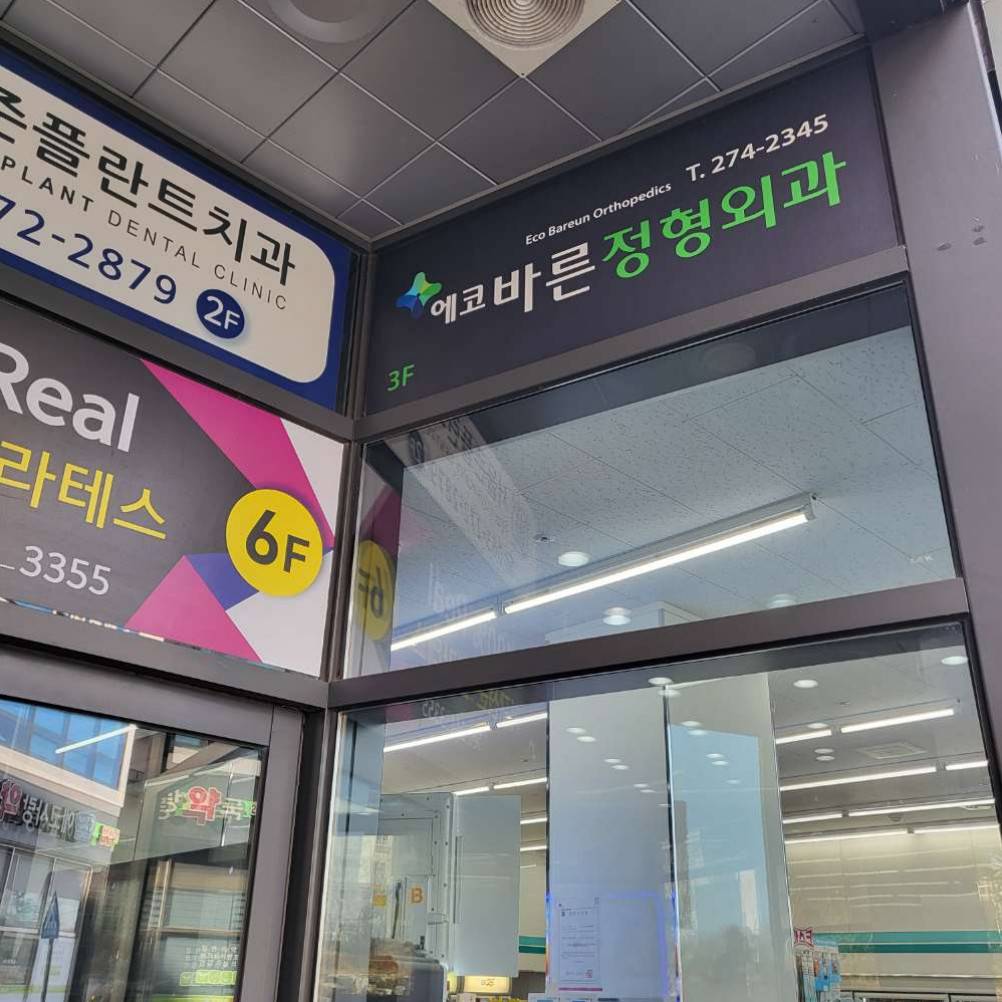 플란트치과
PLANT DENTAL CLINIC
72-2879 2F
Real
라테스
6F
3355
T. 274-2345
Eco Bareun Orthopedics
에코바른정형외과
3F
B